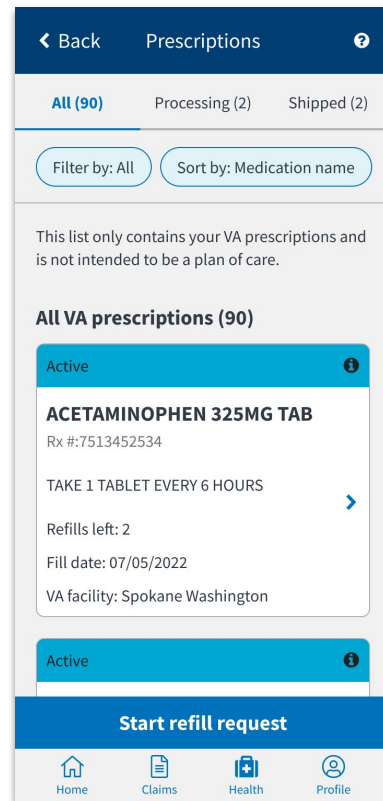 Back Prescriptions
All (90) Processing (2) Shipped (2)
Filter by: All Sort by: Medication name
This list only contains your VA prescriptions and
is not intended to be a plan of care.
All VA prescriptions (90)
Active
ACETAMINOPHEN 325MG TAB
Rx #:7513452534
TAKE 1 TABLET EVERY 6 HOURS
Refills left: 2
Fill date: 07/05/2022
VA facility: Spokane Washington
Active
Start refill request
Home Claims Health Profile